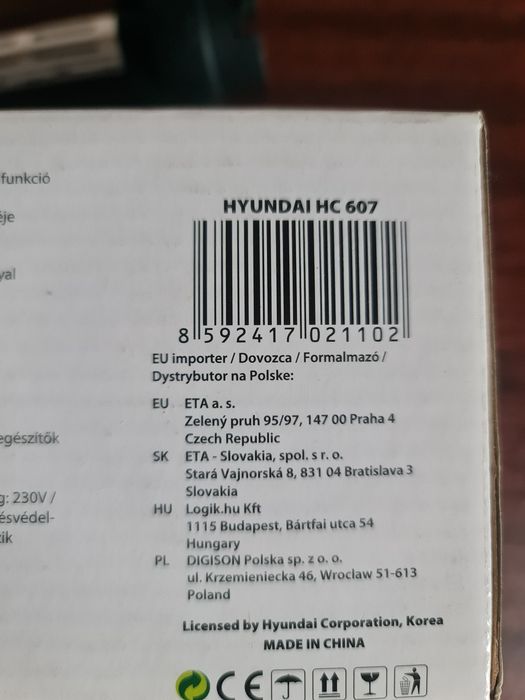 funkció
éje
yal
egészítők
g: 230V /
ésvédel-
zik
HYUNDAI HC 607
8 592417 021102
EU importer / Dovozca / Formalmazó /
Dystrybutor na Polske:
EU ETA a. s.
Zelený pruh 95/97, 147 00 Praha 4
Czech Republic
SK ETA - Slovakia, spol. s r. o.
Stará Vajnorská 8, 831 04 Bratislava 3
Slovakia
HU Logik.hu Kft
1115 Budapest, Bártfai utca 54
Hungary
PL DIGISON Polska sp. z o. o.
ul. Krzemieniecka 46, Wroclaw 51-613
Poland
Licensed by Hyundai Corporation, Korea
MADE IN CHINA
CE